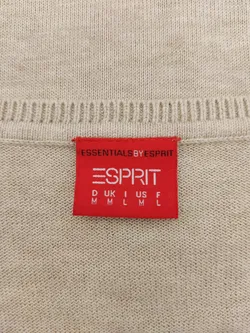 ESSENTIALS BY ESPRIT
ESPRIT
D UK I US F
M M L M L